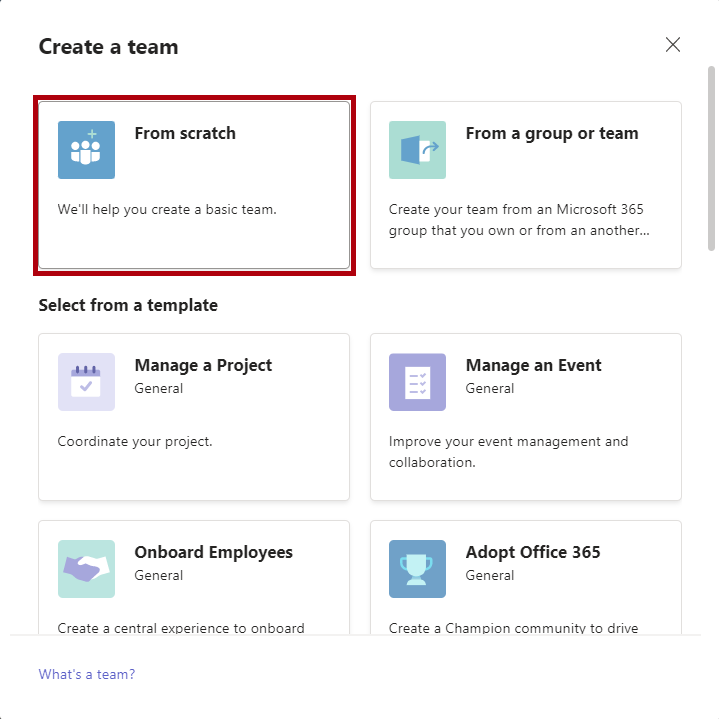 Create a team
From scratch
We'll help you create a basic team.
From a group or team
Create your team from an Microsoft 365
group that you own or from an another...
Select from a template
Manage a Project
General
Coordinate your project.
Manage an Event
General
Improve your event management and
collaboration.
Onboard Employees
General
Create a central experience to onboard
Adopt Office 365
General
Create a Champion community to drive
What's a team?